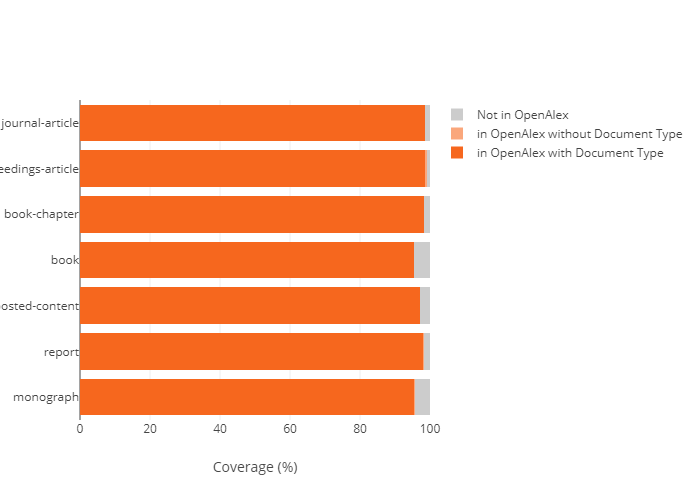 journal-article
eedings-article
book-chapter
book
osted-content
report
monograph
0 20 40 60 80 100
Coverage (%)
Not in OpenAlex
in OpenAlex without Document Type
in OpenAlex with Document Type